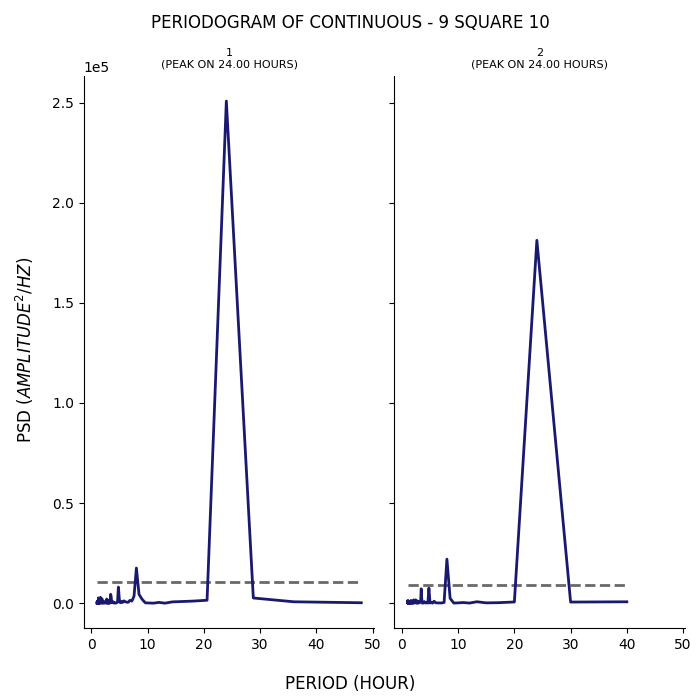 PERIODOGRAM OF CONTINUOUS - 9 SQUARE 10
1
(PEAK ON 24.00 HOURS)
2
(PEAK ON 24.00 HOURS)
1e5
2.5
2.0
1.5
1.0
0.5
0.0
PSD (AMPLITUDE²/HZ)
0 10 20 30 40 50
0 10 20 30 40 50
PERIOD (HOUR)